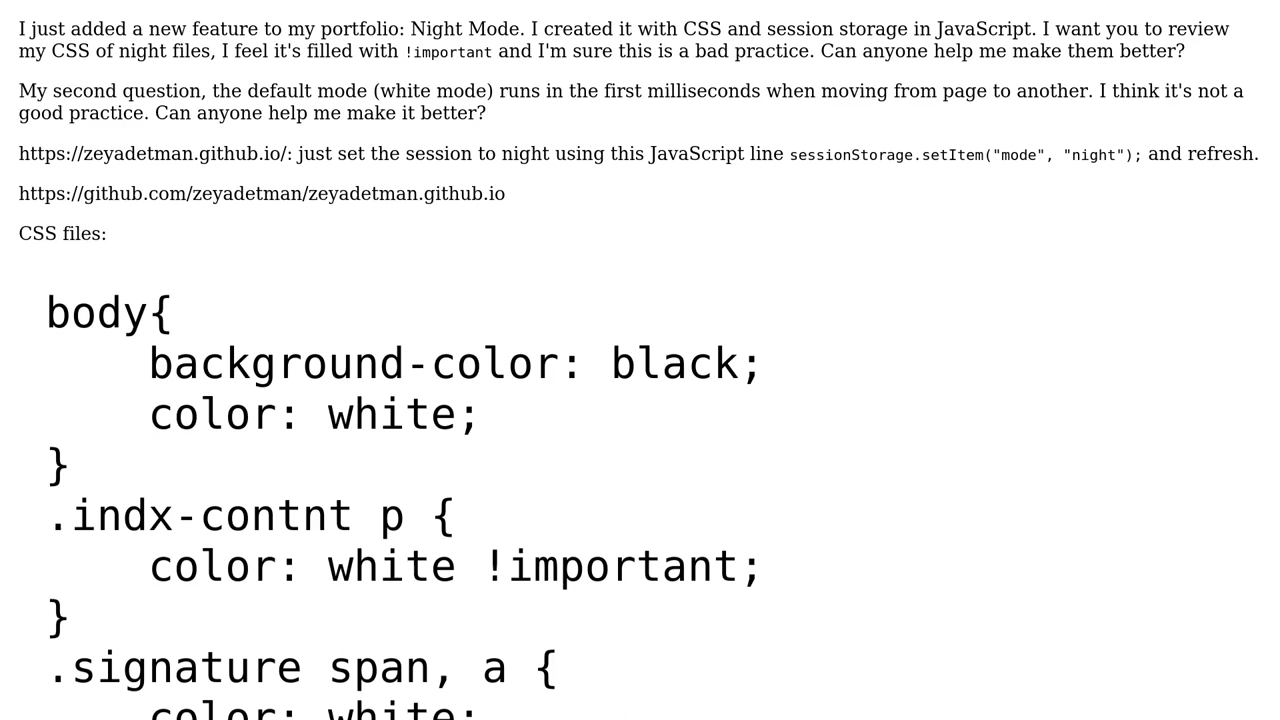 I just added a new feature to my portfolio: Night Mode. I created it with CSS and session storage in JavaScript. I want you to review
my CSS of night files, I feel it's filled with !important and I'm sure this is a bad practice. Can anyone help me make them better?
My second question, the default mode (white mode) runs in the first milliseconds when moving from page to another. I think it's not a
good practice. Can anyone help me make it better?
https://zeyadetman.github.io/: just set the session to night using this JavaScript line sessionStorage.setItem("mode", "night"); and refresh.
https://github.com/zeyadetman/zeyadetman.github.io
CSS files:
body{
    background-color: black;
    color: white;
}
.indx-contnt p {
    color: white !important;
}
.signature span, a {
    color: white;